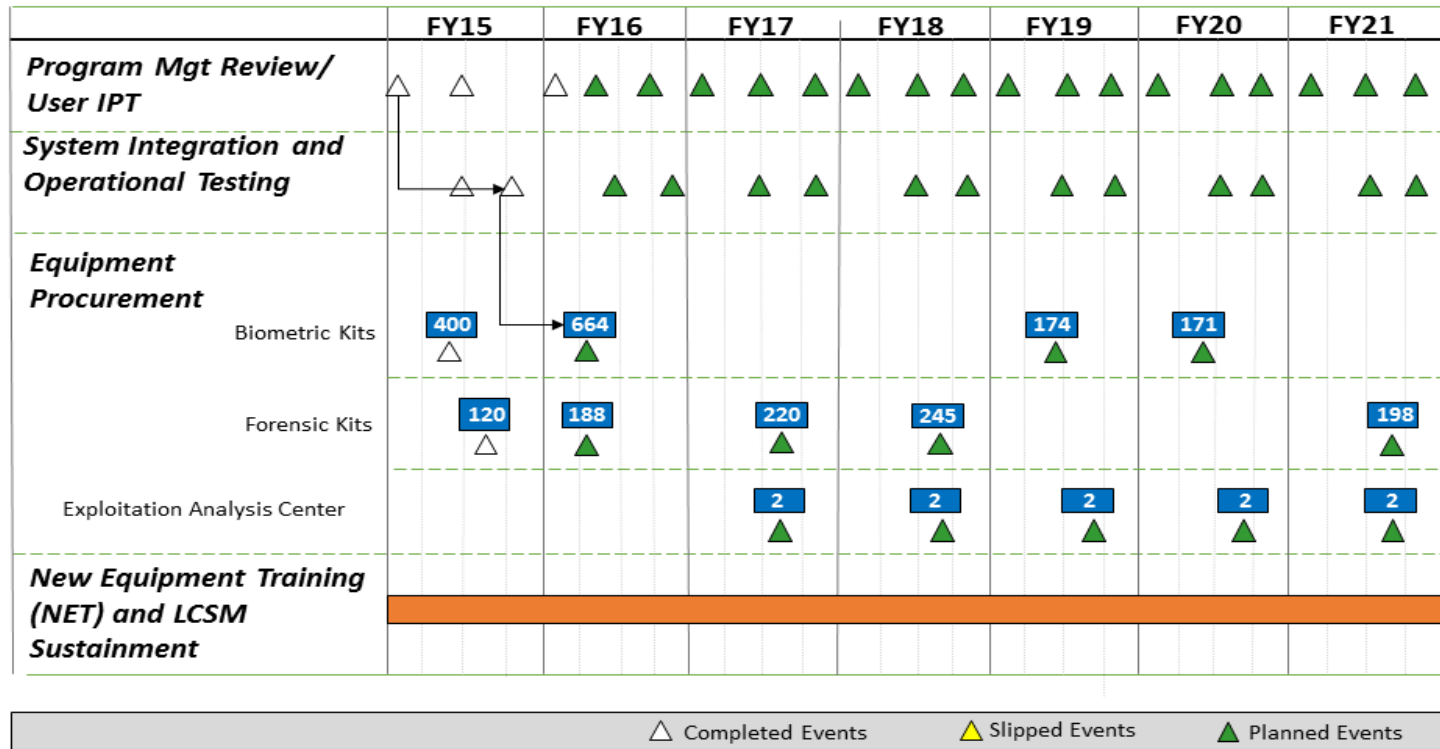 FY15 FY16 FY17 FY18 FY19 FY20 FY21
Program Mgt Review/
User IPT
System Integration and
Operational Testing
Equipment
Procurement
Biometric Kits 400 664 174 171
Forensic Kits 120 188 220 245 198
Exploitation Analysis Center 2 2 2 2 2
New Equipment Training
(NET) and LCSM
Sustainment
Completed Events Slipped Events Planned Events